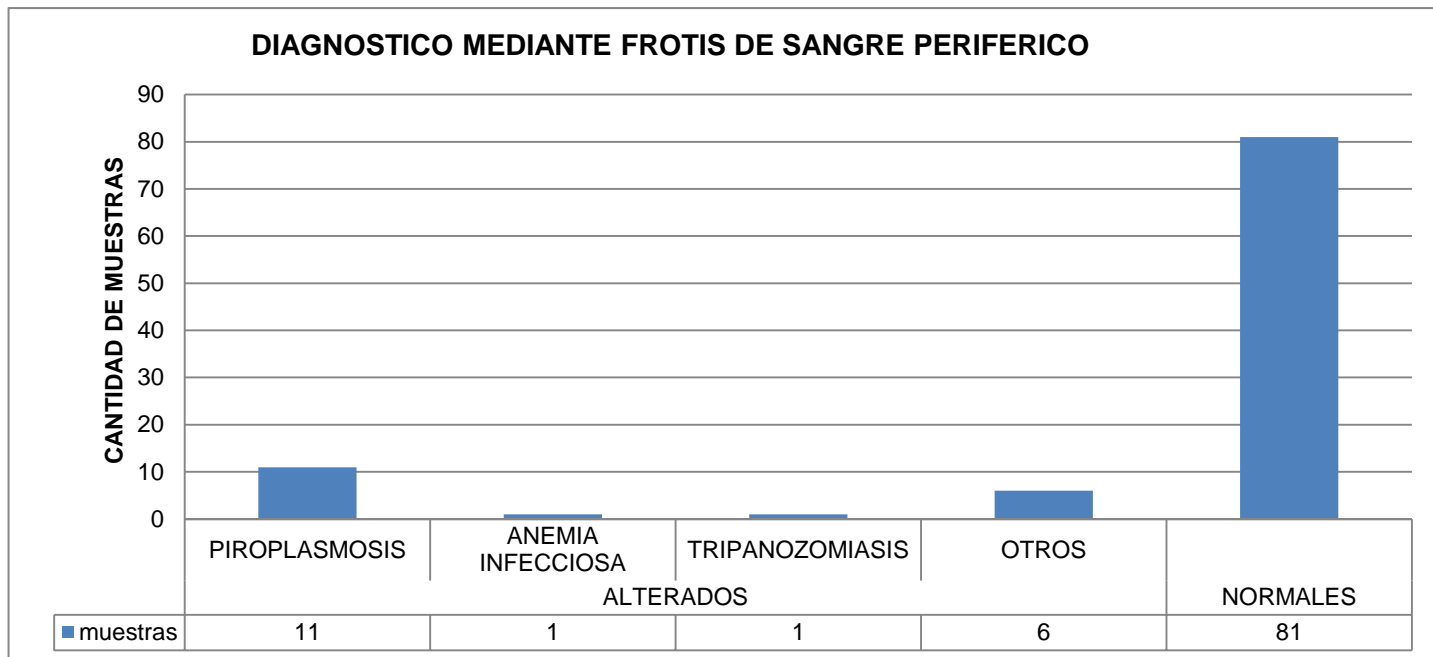 DIAGNOSTICO MEDIANTE FROTIS DE SANGRE PERIFERICO
CANTIDAD DE MUESTRAS
90
80
70
60
50
40
30
20
10
0
PIROPLASMOSIS
ANEMIA
INFECCIOSA
TRIPANOZOMIASIS
OTROS
ALTERADOS
NORMALES
muestras 11 1 1 6 81